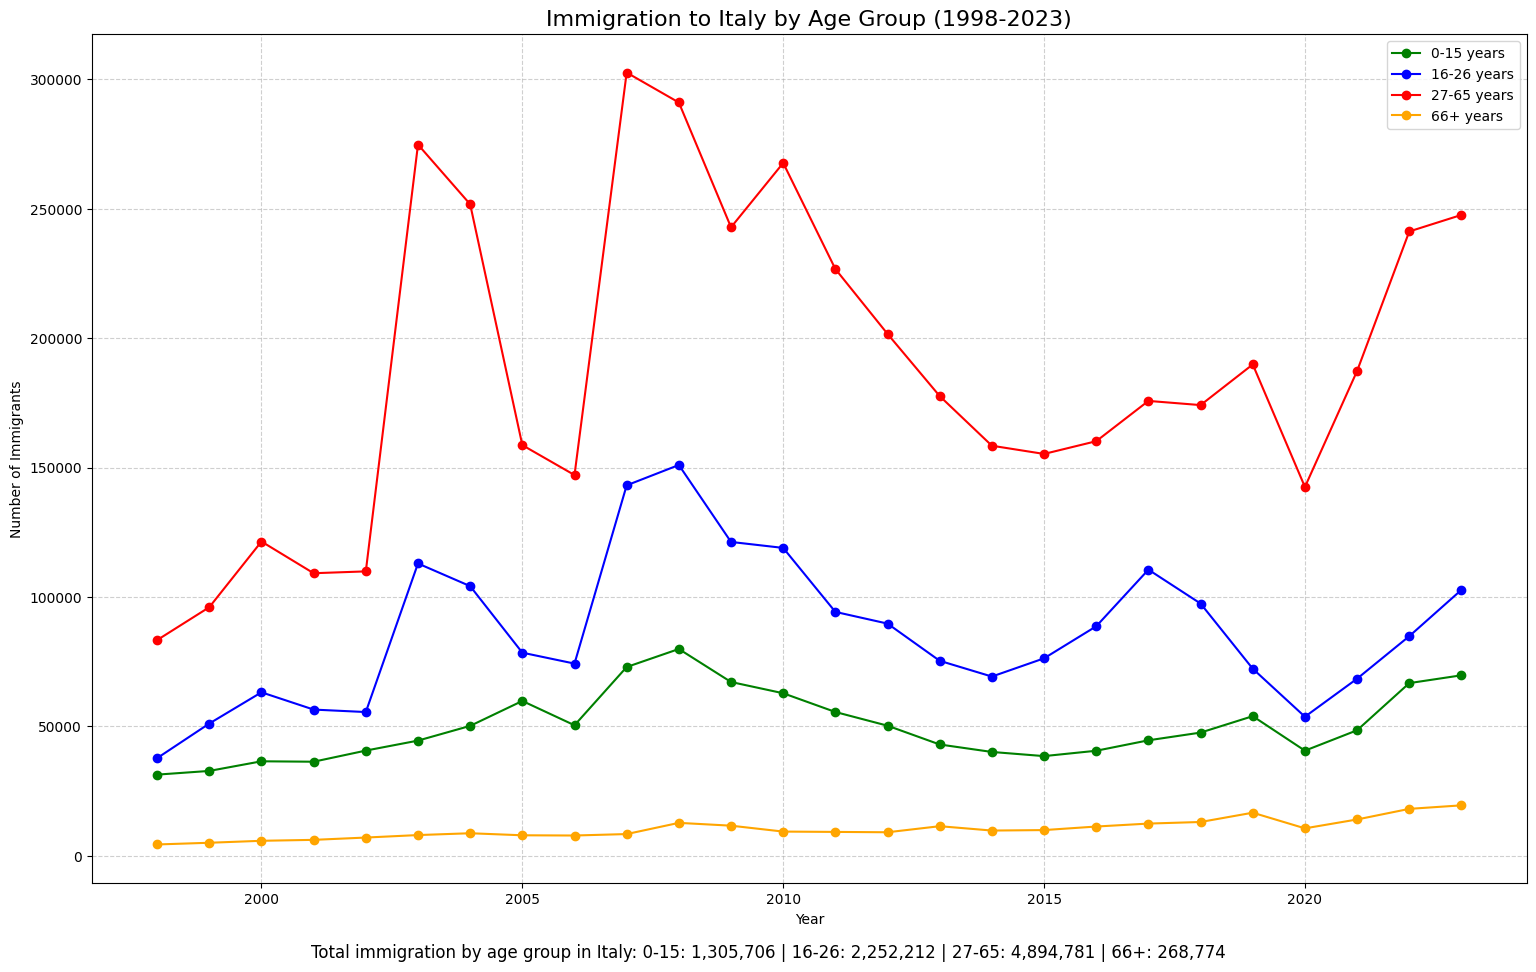 Immigration to Italy by Age Group (1998-2023)
0-15 years
16-26 years
27-65 years
66+ years
Number of Immigrants
300000
250000
200000
150000
100000
50000
0
2000
2005
2010
2015
2020
Year
Total immigration by age group in Italy: 0-15: 1,305,706 | 16-26: 2,252,212 | 27-65: 4,894,781 | 66+: 268,774